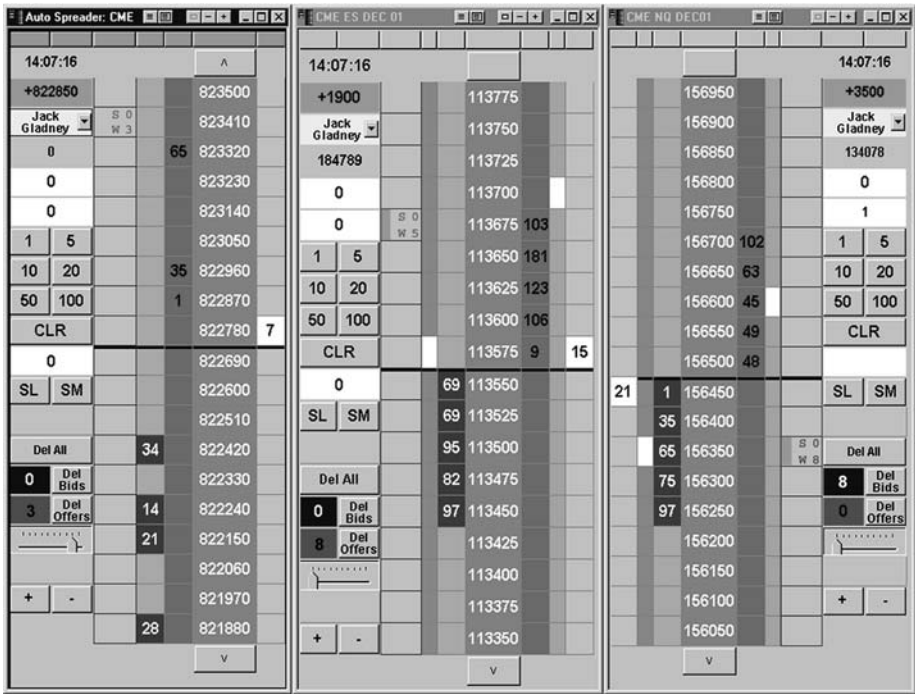 Auto Spreader: CME
14:07:16
^
+822850
823500
Jack
Gladney
S 0
W 3
823410
0
65 823320
0
823230
0
823140
1 5
823050
10 20
35 822960
50 100
1 822870
CLR
822780 7
0
822690
SL SM
822600
822510
Del All
34 822420
0 Del
Bids
822330
3 Del
Offers
14 822240
21 822150
822060
+ -
821970
28 821880
v
CME ES DEC 01
14:07:16
+1900
113775
Jack
Gladney
113750
184789
113725
0
113700
0
S 0
W 5
113675 103
1 5
113650 181
10 20
113625 123
50 100
113600 106
CLR
113575 9 15
0
69 113550
SL SM
69 113525
95 113500
Del All
82 113475
0 Del
Bids
97 113450
8 Del
Offers
113425
113400
113375
+ -
113350
v
CME NQ DEC01
14:07:16
156950
+3500
156900
Jack
Gladney
156850
134078
156800
0
156750
1
156700 102
1 5
156650 63
10 20
156600 45
50 100
156550 49
CLR
156500 48
21 1 156450
SL SM
35 156400
65 156350
S 0
W 8
Del All
75 156300
8 Del
Bids
97 156250
0 Del
Offers
156200
156150
156100
+ -
156050
v